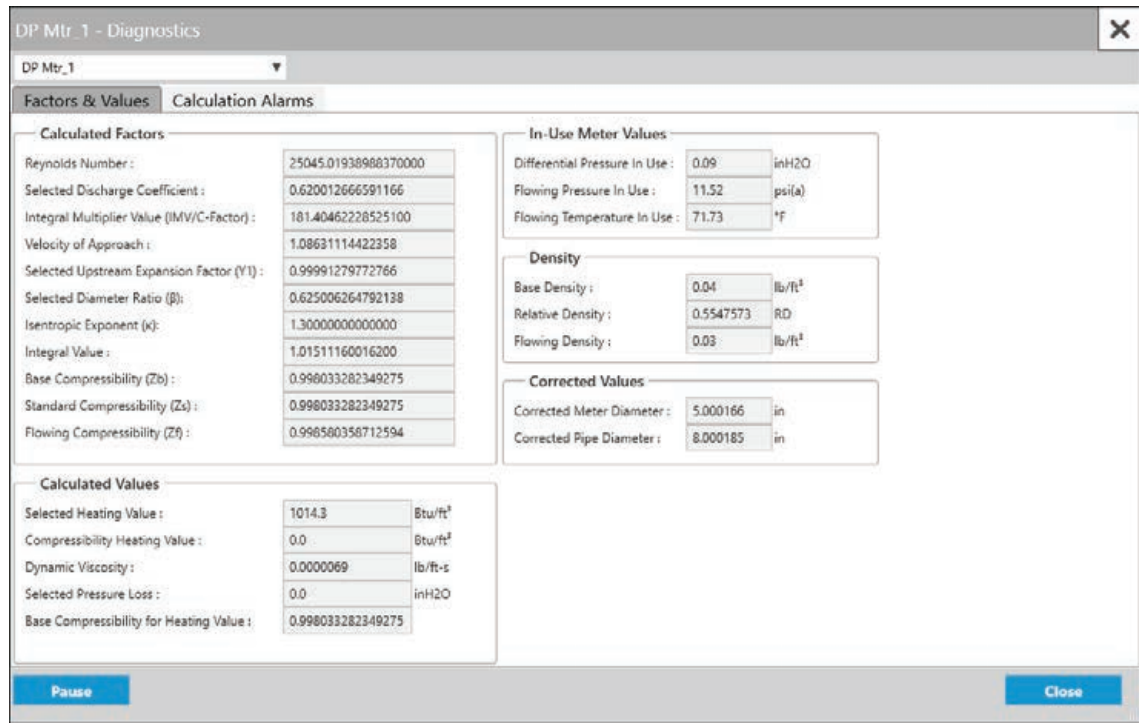 DP Mtr_1 - Diagnostics
DP Mtr_1
Factors & Values Calculation Alarms
Calculated Factors
Reynolds Number : 25045.01938988370000
Selected Discharge Coefficient : 0.620012666591166
Integral Multiplier Value (IMV/C-Factor) : 181.40462228525100
Velocity of Approach : 1.08631114422358
Selected Upstream Expansion Factor (Y1) : 0.99991279772766
Selected Diameter Ratio (β): 0.625006264792138
Isentropic Exponent (κ): 1.30000000000000
Integral Value : 1.01511160016200
Base Compressibility (Zb) : 0.998033282349275
Standard Compressibility (Zs) : 0.998033282349275
Flowing Compressibility (Zf) : 0.998580358712594
Calculated Values
Selected Heating Value : 1014.3 Btu/ft³
Compressibility Heating Value : 0.0 Btu/ft³
Dynamic Viscosity : 0.0000069 lb/ft-s
Selected Pressure Loss : 0.0 inH2O
Base Compressibility for Heating Value : 0.998033282349275
In-Use Meter Values
Differential Pressure In Use : 0.09 inH2O
Flowing Pressure In Use : 11.52 psi(a)
Flowing Temperature In Use : 71.73 °F
Density
Base Density : 0.04 lb/ft³
Relative Density : 0.5547573 RD
Flowing Density : 0.03 lb/ft³
Corrected Values
Corrected Meter Diameter : 5.000166 in
Corrected Pipe Diameter : 8.000185 in
Pause Close